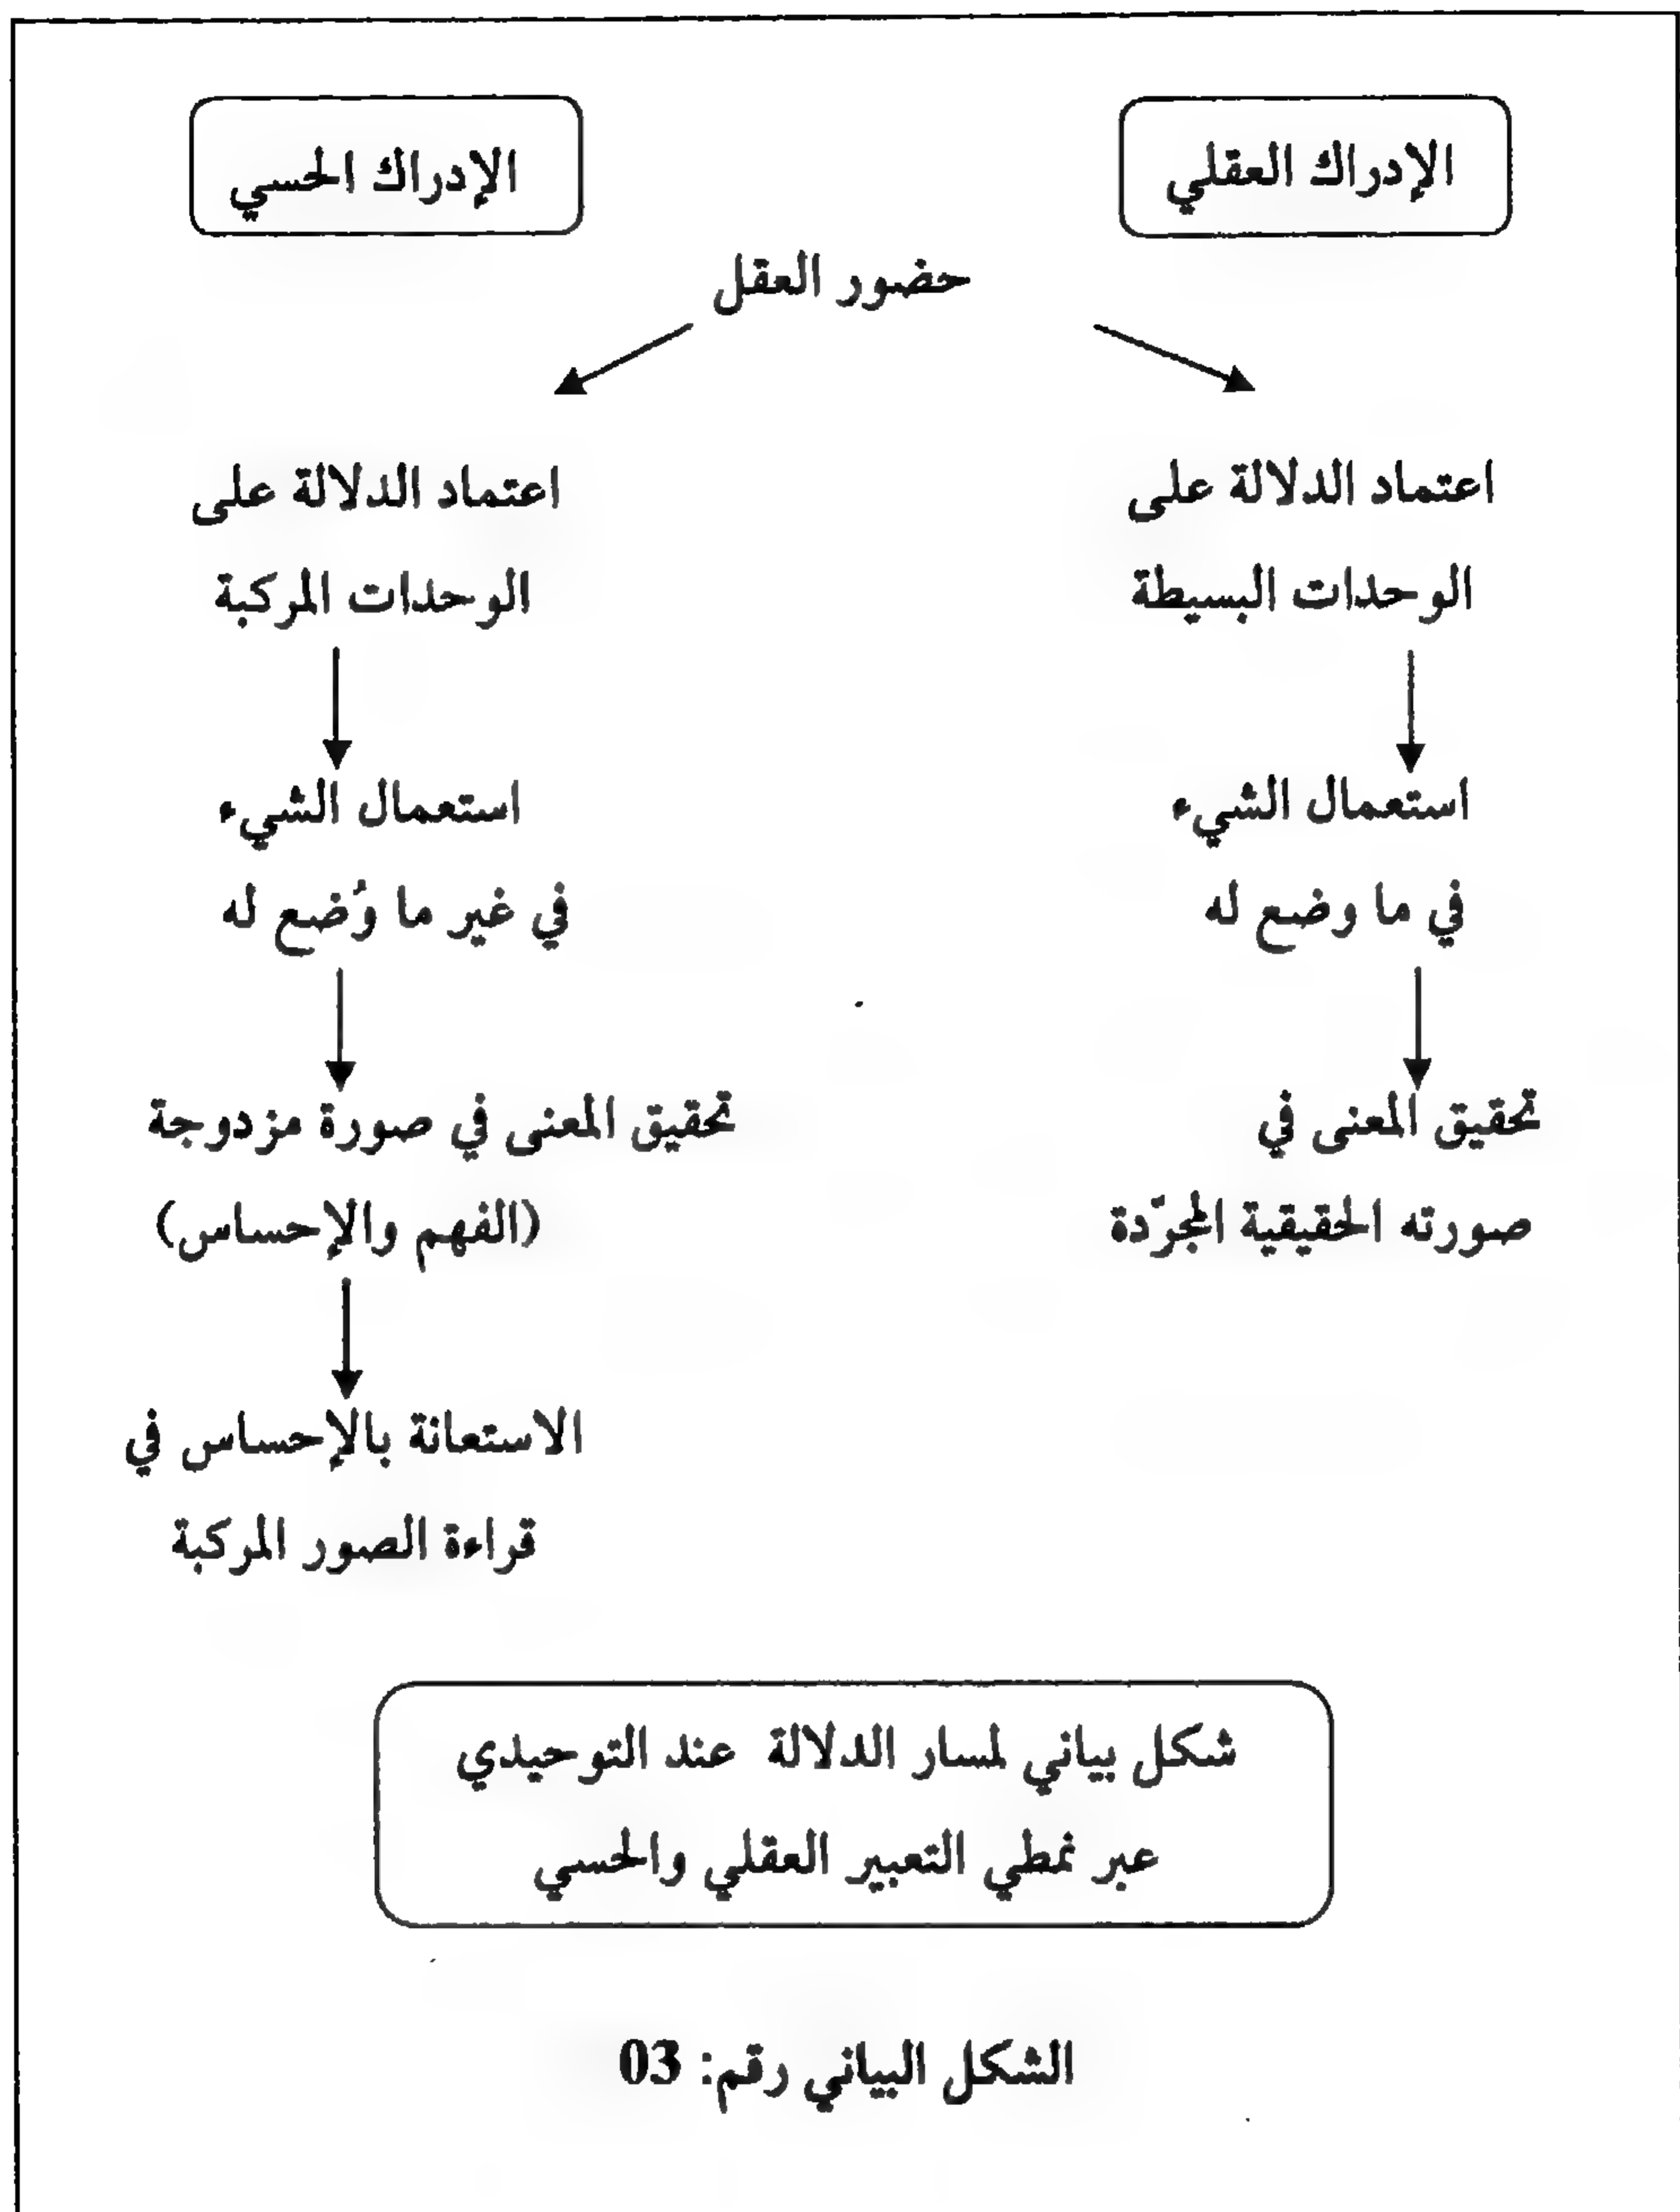 الإدراك العقلي
الإدراك الحسي
حضور العقل
اعتماد الدلالة على
الوحدات البسيطة
استعمال الشيء
في ما وضع له
تحقيق المعنى في
صورته الحقيقية المجرّدة
اعتماد الدلالة على
الوحدات المركبة
استعمال الشيء
في غير ما وُضع له
تحقيق المعنى في صورة مزدوجة
(الفهم والإحساس)
الاستعانة بالإحساس في
قراءة الصور المركبة
شكل بياني لمسار الدلالة عند التوحيدي
عبر نمطي التعبير العقلي والحسي
الشكل البياني رقم: 03